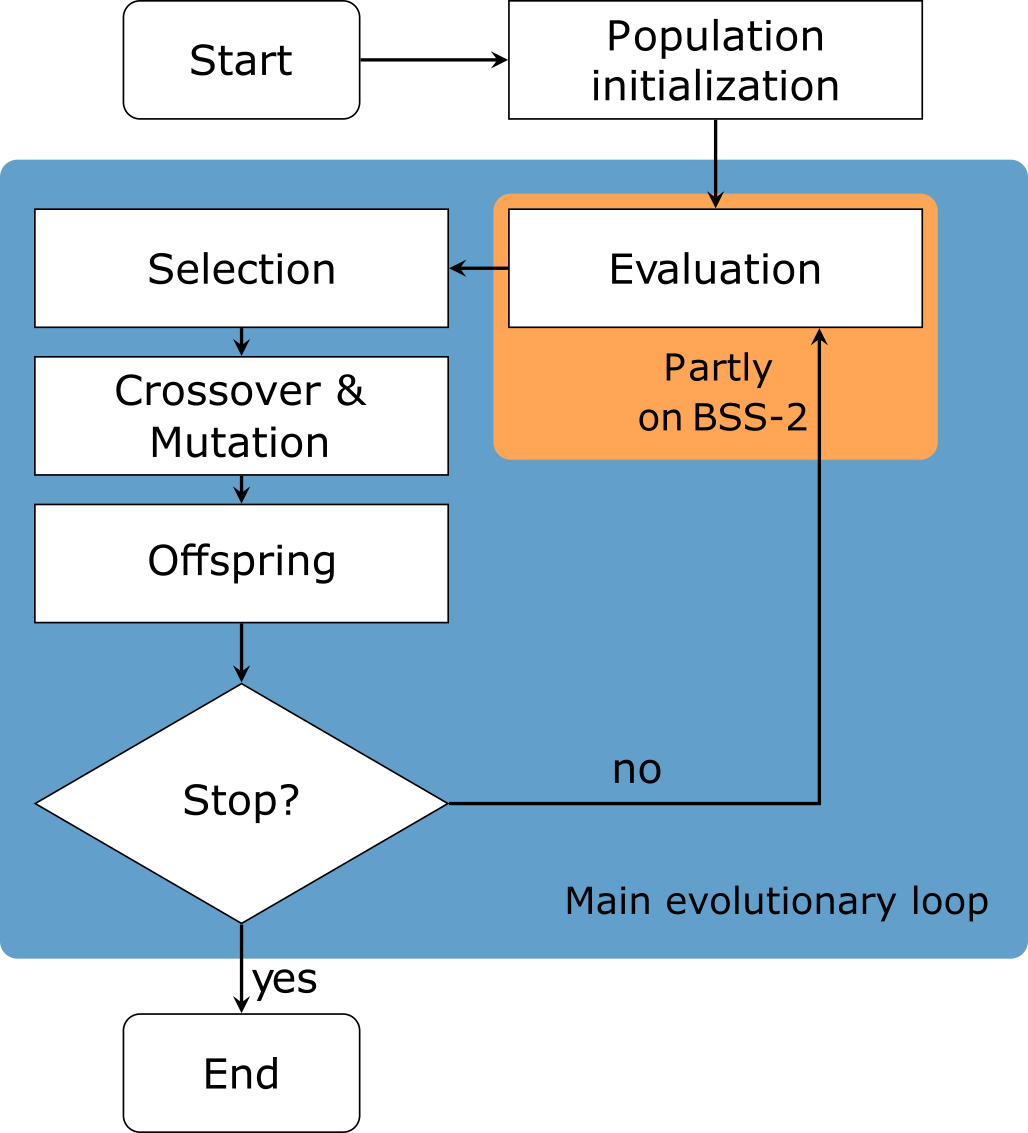 Start
Population
initialization
Selection
Evaluation
Crossover &
Mutation
Partly
on BSS-2
Offspring
Stop?
no
Main evolutionary loop
yes
End